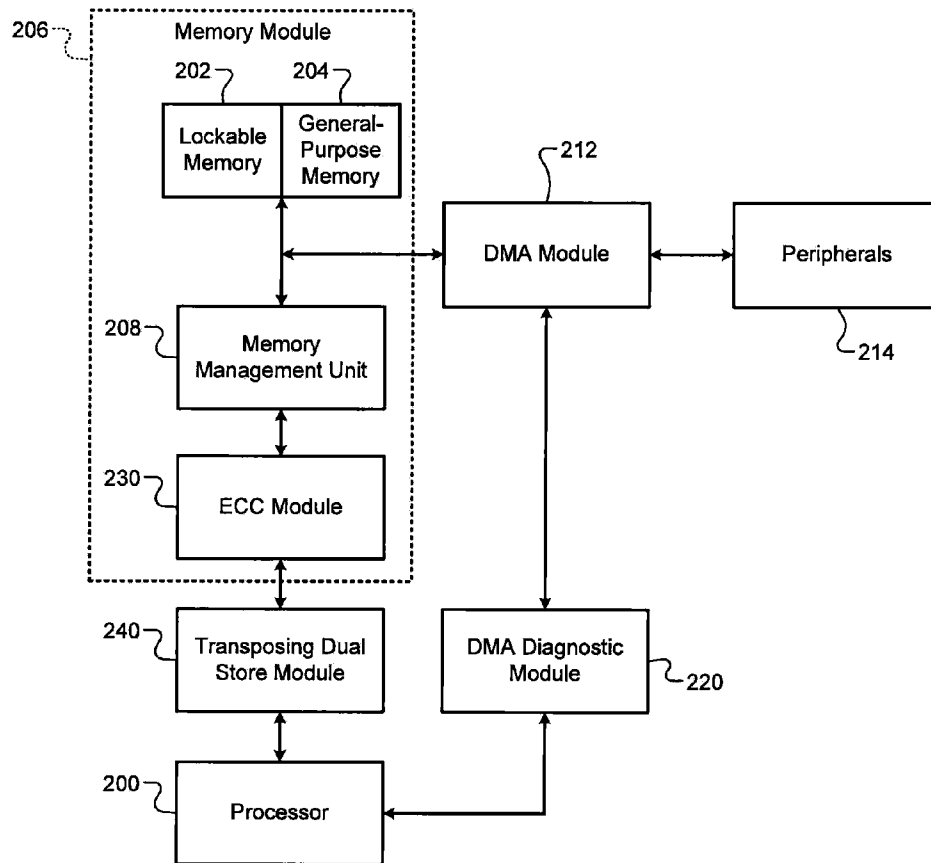 206
Memory Module
202
204
Lockable
Memory
General-
Purpose
Memory
212
DMA Module
Peripherals
214
208
Memory
Management Unit
230
ECC Module
240
Transposing Dual
Store Module
DMA Diagnostic
Module
220
200
Processor